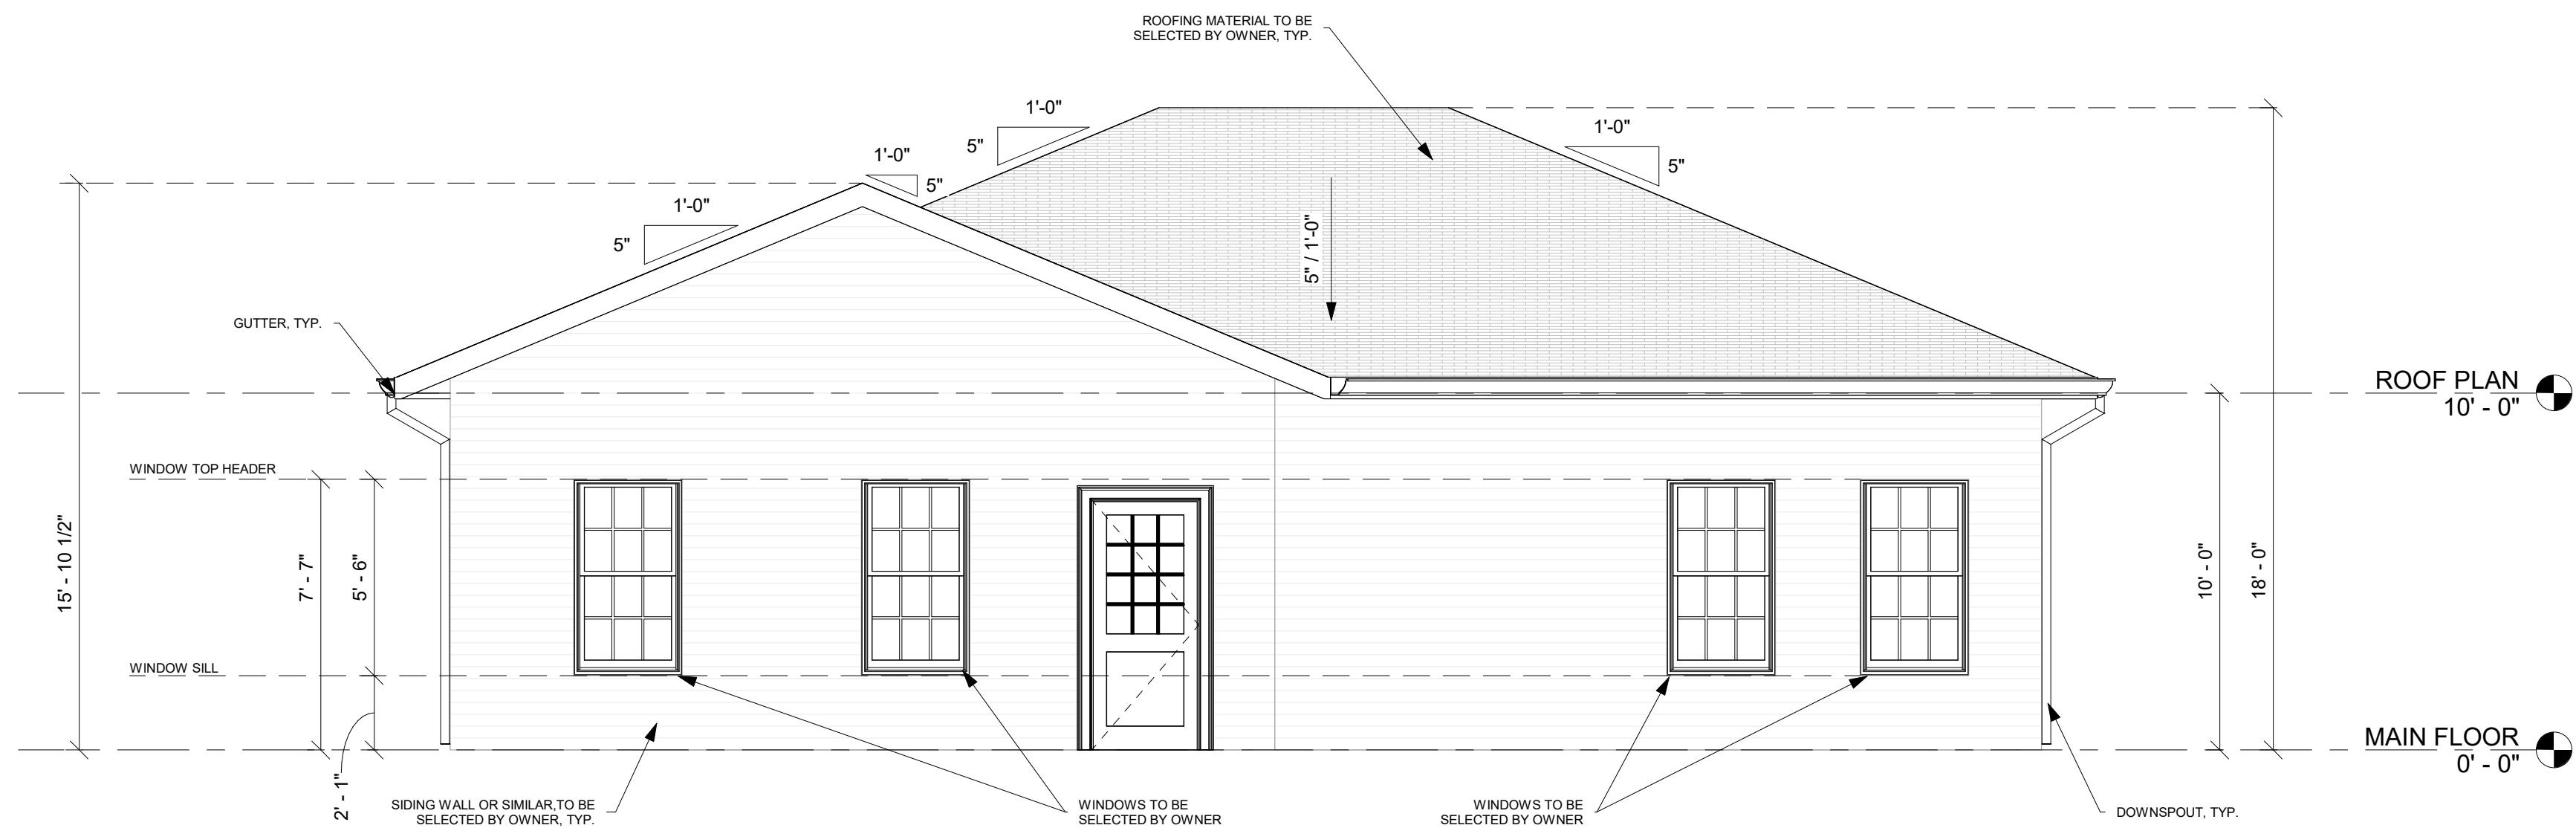 ROOFING MATERIAL TO BE
SELECTED BY OWNER, TYP.
1'-0"
5"
1'-0"
5"
1'-0"
5"
1'-0"
5"
5" / 1'-0"
GUTTER, TYP.
ROOF PLAN
10' - 0"
WINDOW TOP HEADER
15' - 10 1/2"
7' - 7"
5' - 6"
10' - 0"
18' - 0"
WINDOW SILL
MAIN FLOOR
0' - 0"
2' - 1"
SIDING WALL OR SIMILAR,TO BE
SELECTED BY OWNER, TYP.
WINDOWS TO BE
SELECTED BY OWNER
WINDOWS TO BE
SELECTED BY OWNER
DOWNSPOUT, TYP.